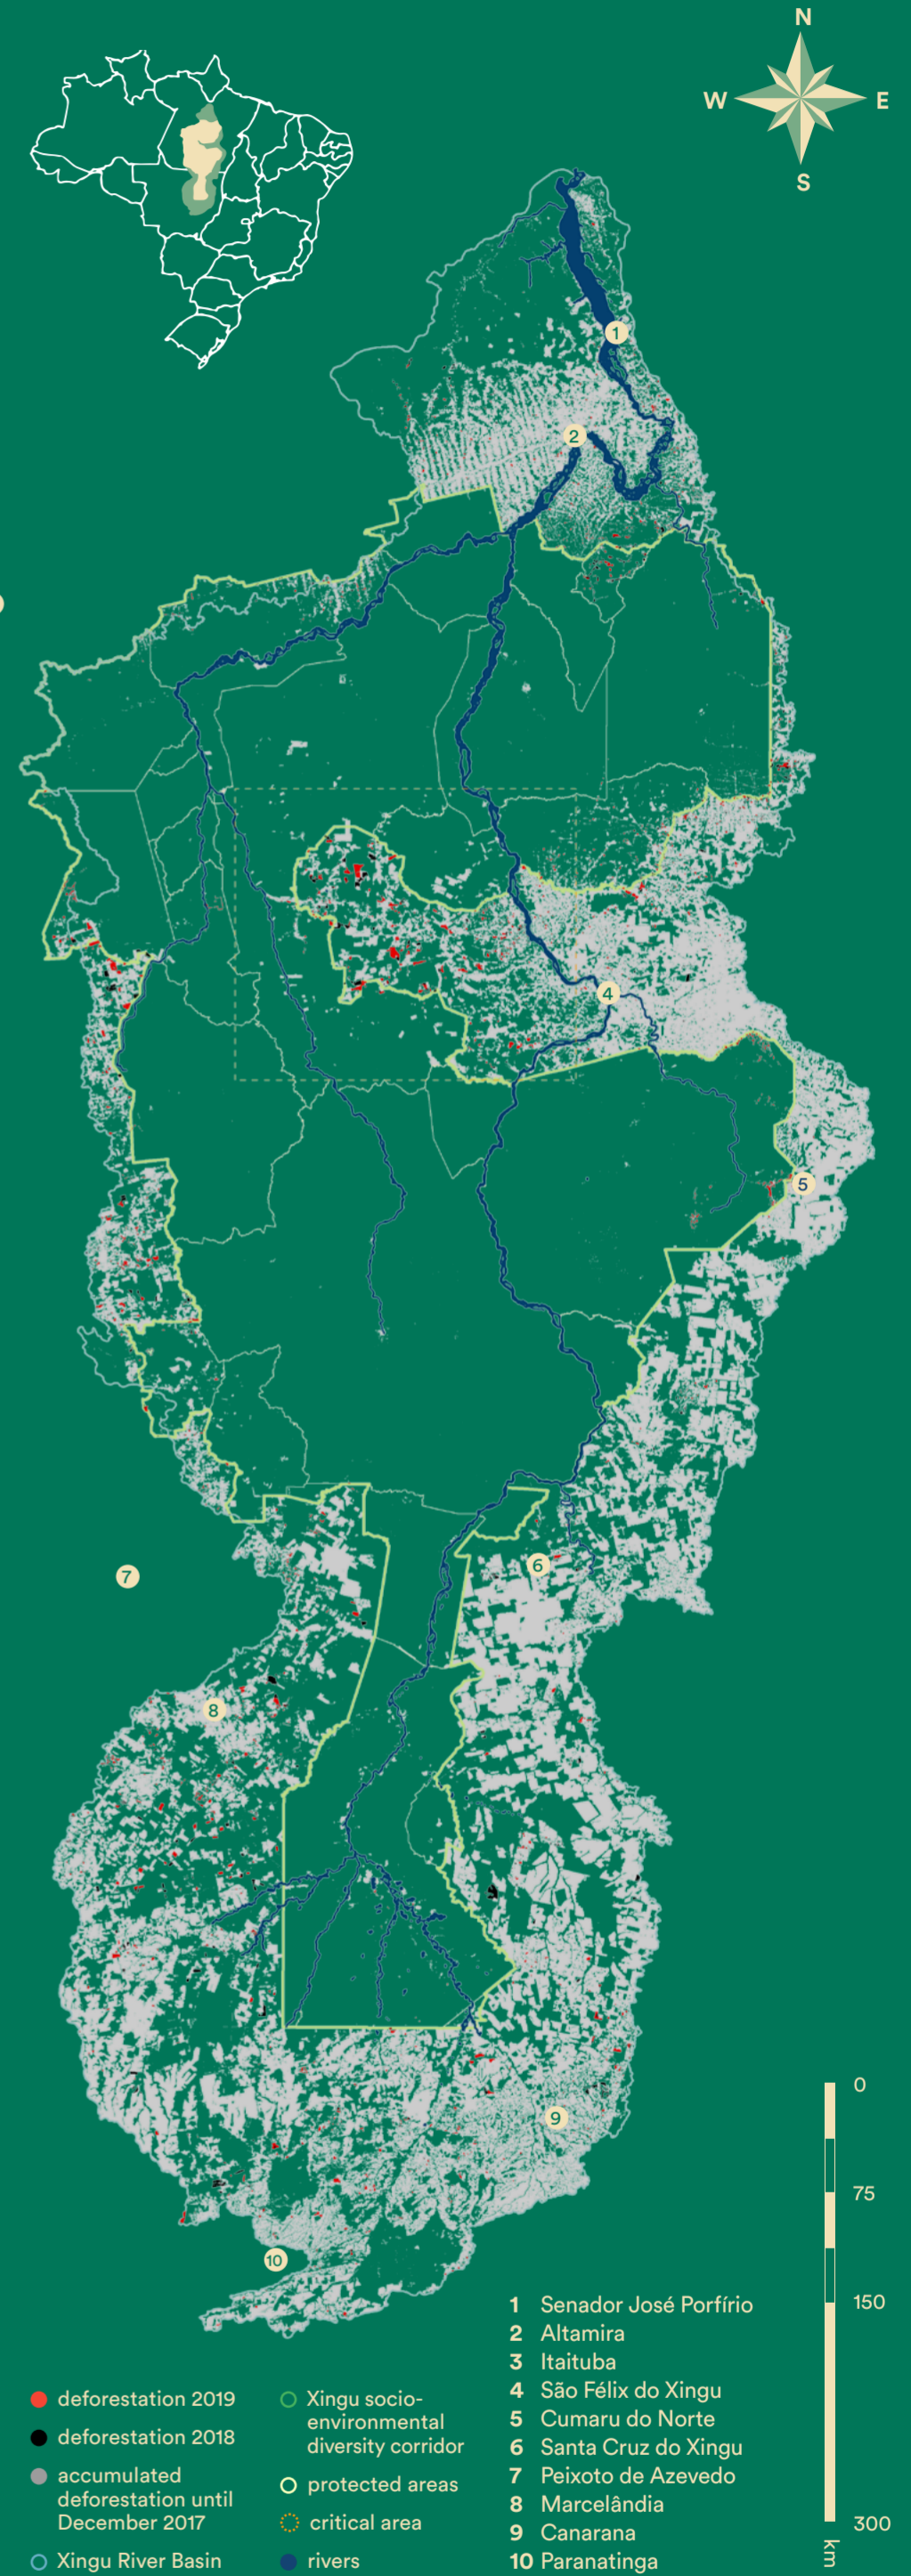 N
W
E
S
1
2
4
5
6
7
8
9
10
0
75
150
300
km
1 Senador José Porfírio
2 Altamira
3 Itaituba
4 São Félix do Xingu
5 Cumaru do Norte
6 Santa Cruz do Xingu
7 Peixoto de Azevedo
8 Marcelândia
9 Canarana
10 Paranatinga
deforestation 2019
deforestation 2018
accumulated
deforestation until
December 2017
Xingu River Basin
Xingu socio-
environmental
diversity corridor
protected areas
critical area
rivers